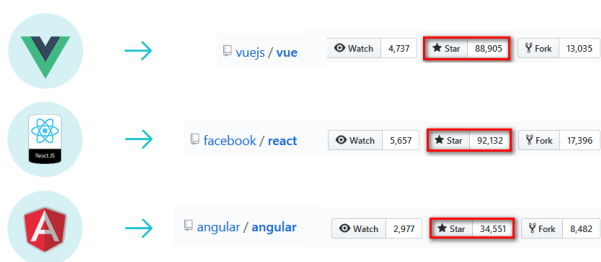 vuejs / vue Watch 4,737 Star 88,905 Fork 13,035
React JS
facebook / react Watch 5,657 Star 92,132 Fork 17,396
A
angular / angular Watch 2,977 Star 34,551 Fork 8,482